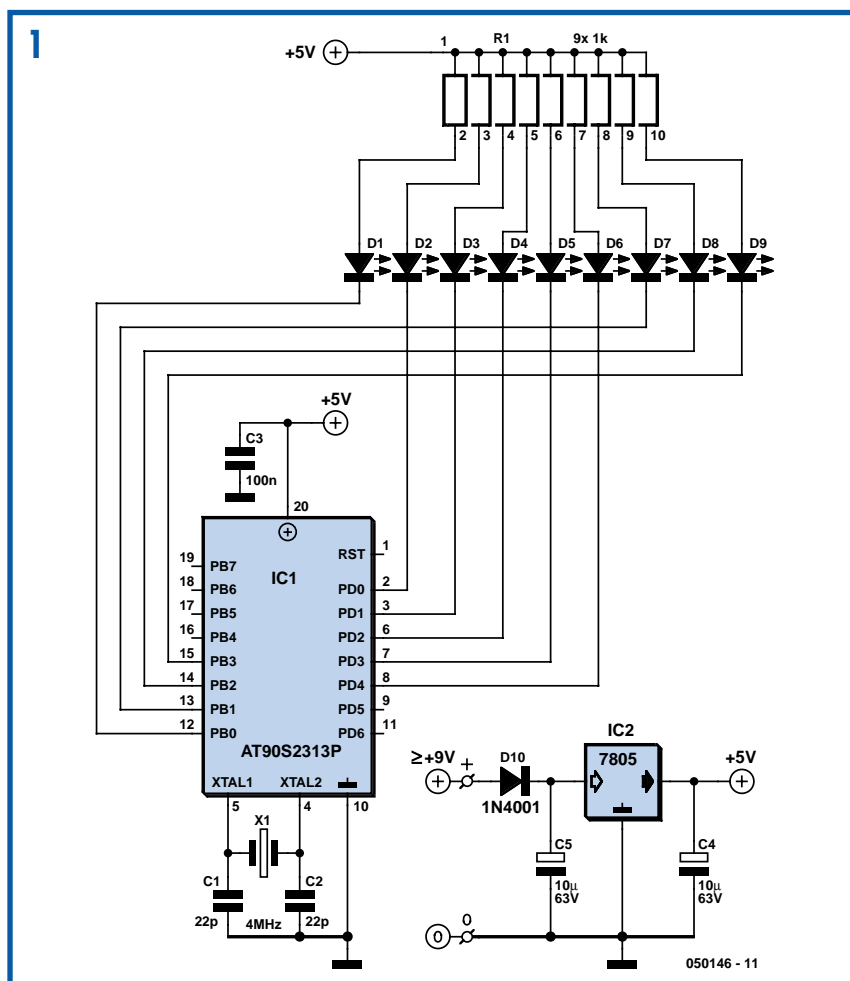 1
+5V
1
R1
9x 1k
2
3
4
5
6
7
8
9
10
D1
D2
D3
D4
D5
D6
D7
D8
D9
+5V
C3
100n
20
19
PB7
18
PB6
17
PB5
16
PB4
15
PB3
14
PB2
13
PB1
12
PB0
IC1
RST
1
PD0
2
PD1
3
PD2
6
PD3
7
PD4
8
PD5
9
PD6
11
AT90S2313P
XTAL1
XTAL2
5
4
10
X1
C1
C2
22p
4MHz
22p
IC2
≥+9V
+
D10
7805
+5V
1N4001
C5
C4
10µ
63V
10µ
63V
0
0
050146 - 11